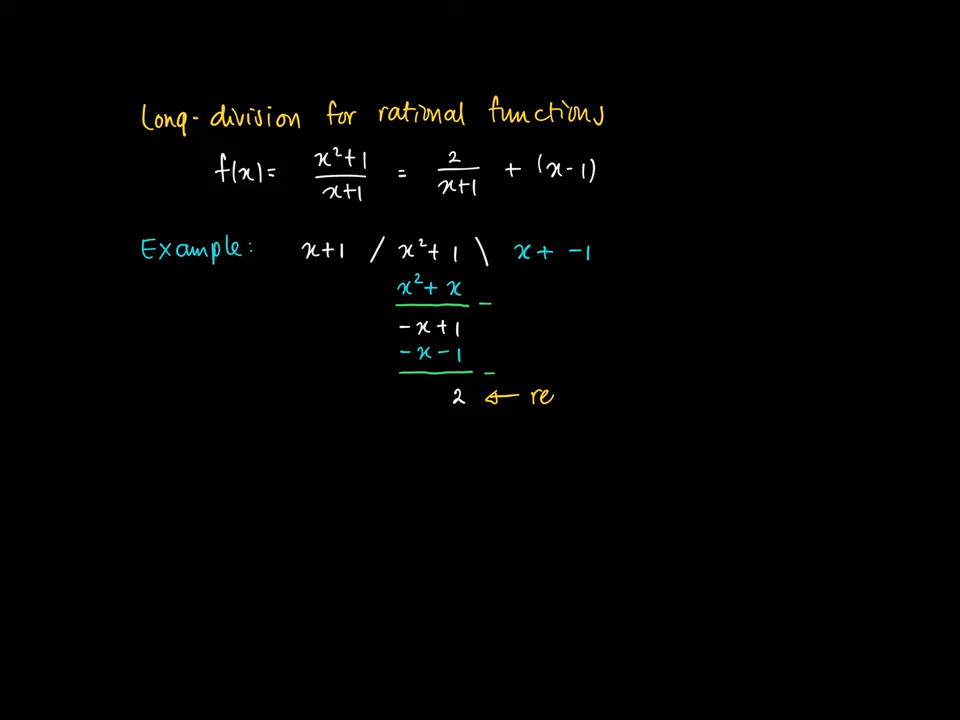 Long-division for rational functions
f(x)= x²+1 / x+1 = 2 / x+1 + (x-1)
Example: x+1 / x²+1 \ x+ -1
x²+x -
-x+1
-x-1 -
2 ← re